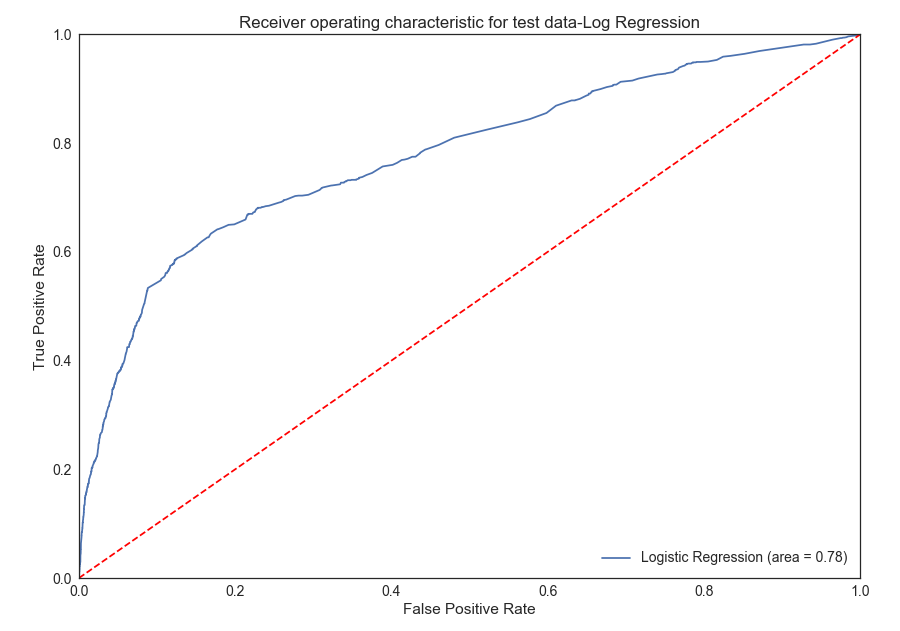 Receiver operating characteristic for test data-Log Regression
1.0
0.8
0.6
0.4
0.2
0.0
True Positive Rate
Logistic Regression (area = 0.78)
0.0 0.2 0.4 0.6 0.8 1.0
False Positive Rate